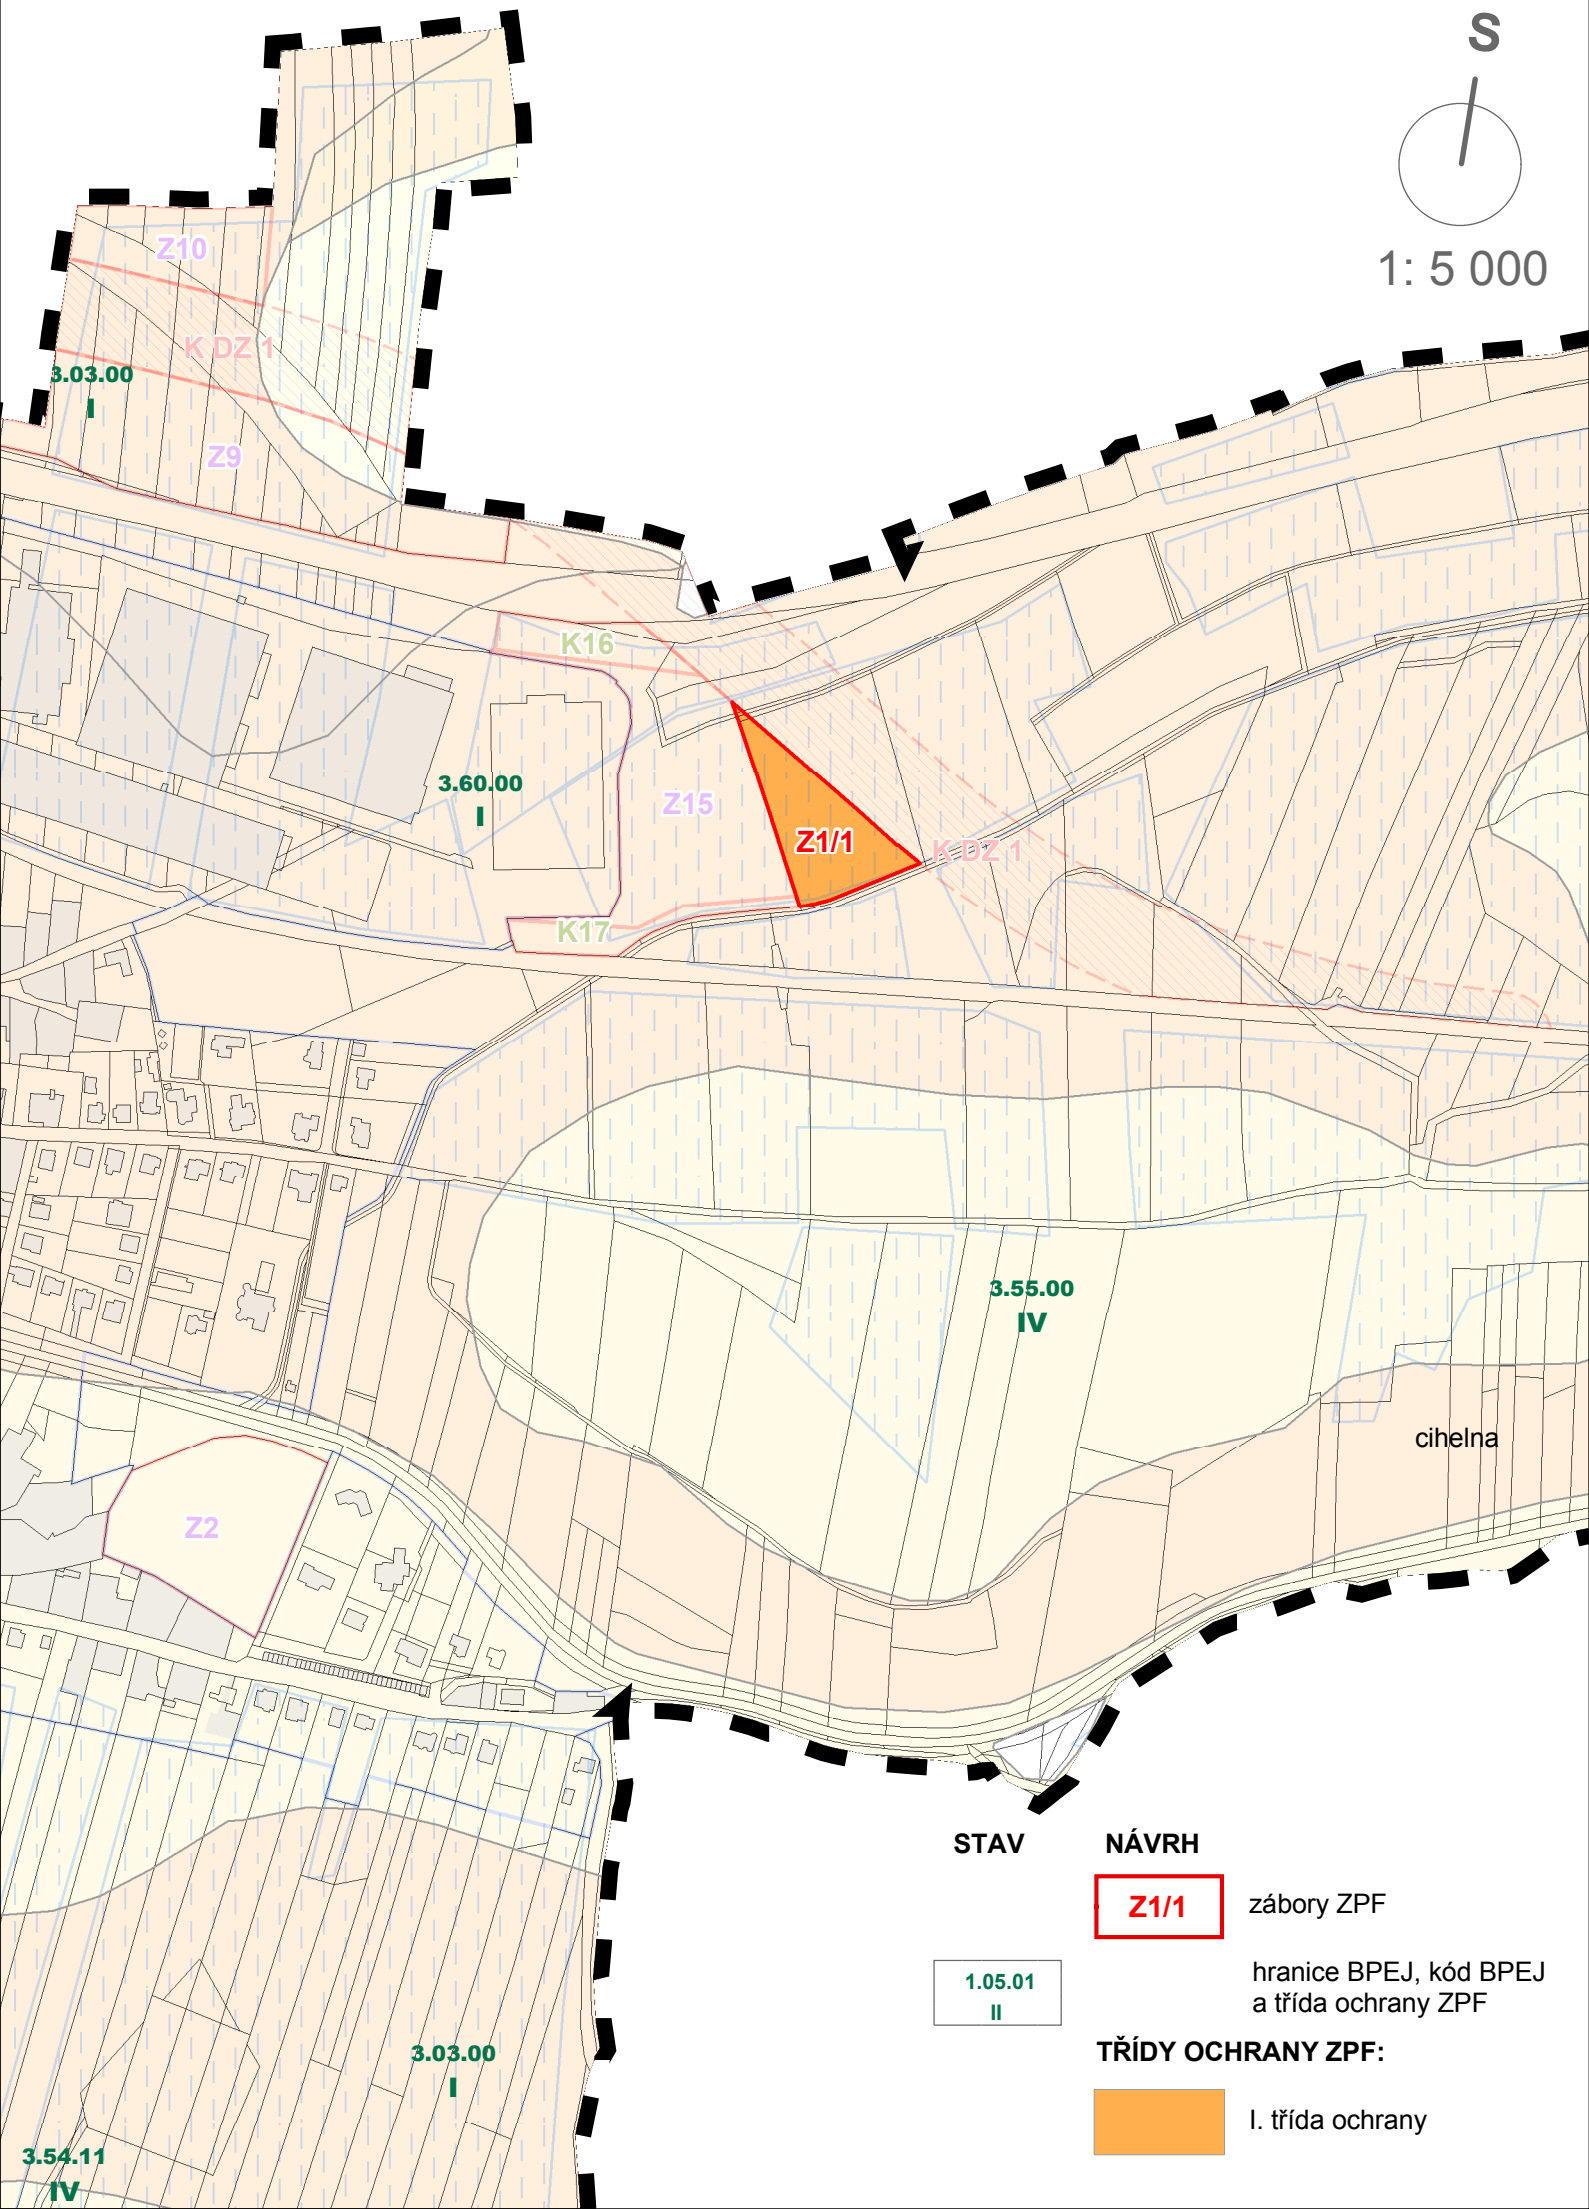 S
1: 5 000
Z10
K DZ 1
3.03.00
I
Z9
K16
3.60.00
I
Z15
Z1/1
K DZ 1
K17
3.55.00
IV
cihelna
Z2
STAV NÁVRH
Z1/1 zábory ZPF
1.05.01
II
hranice BPEJ, kód BPEJ
a třída ochrany ZPF
TŘÍDY OCHRANY ZPF:
I. třída ochrany
3.03.00
I
3.54.11
IV